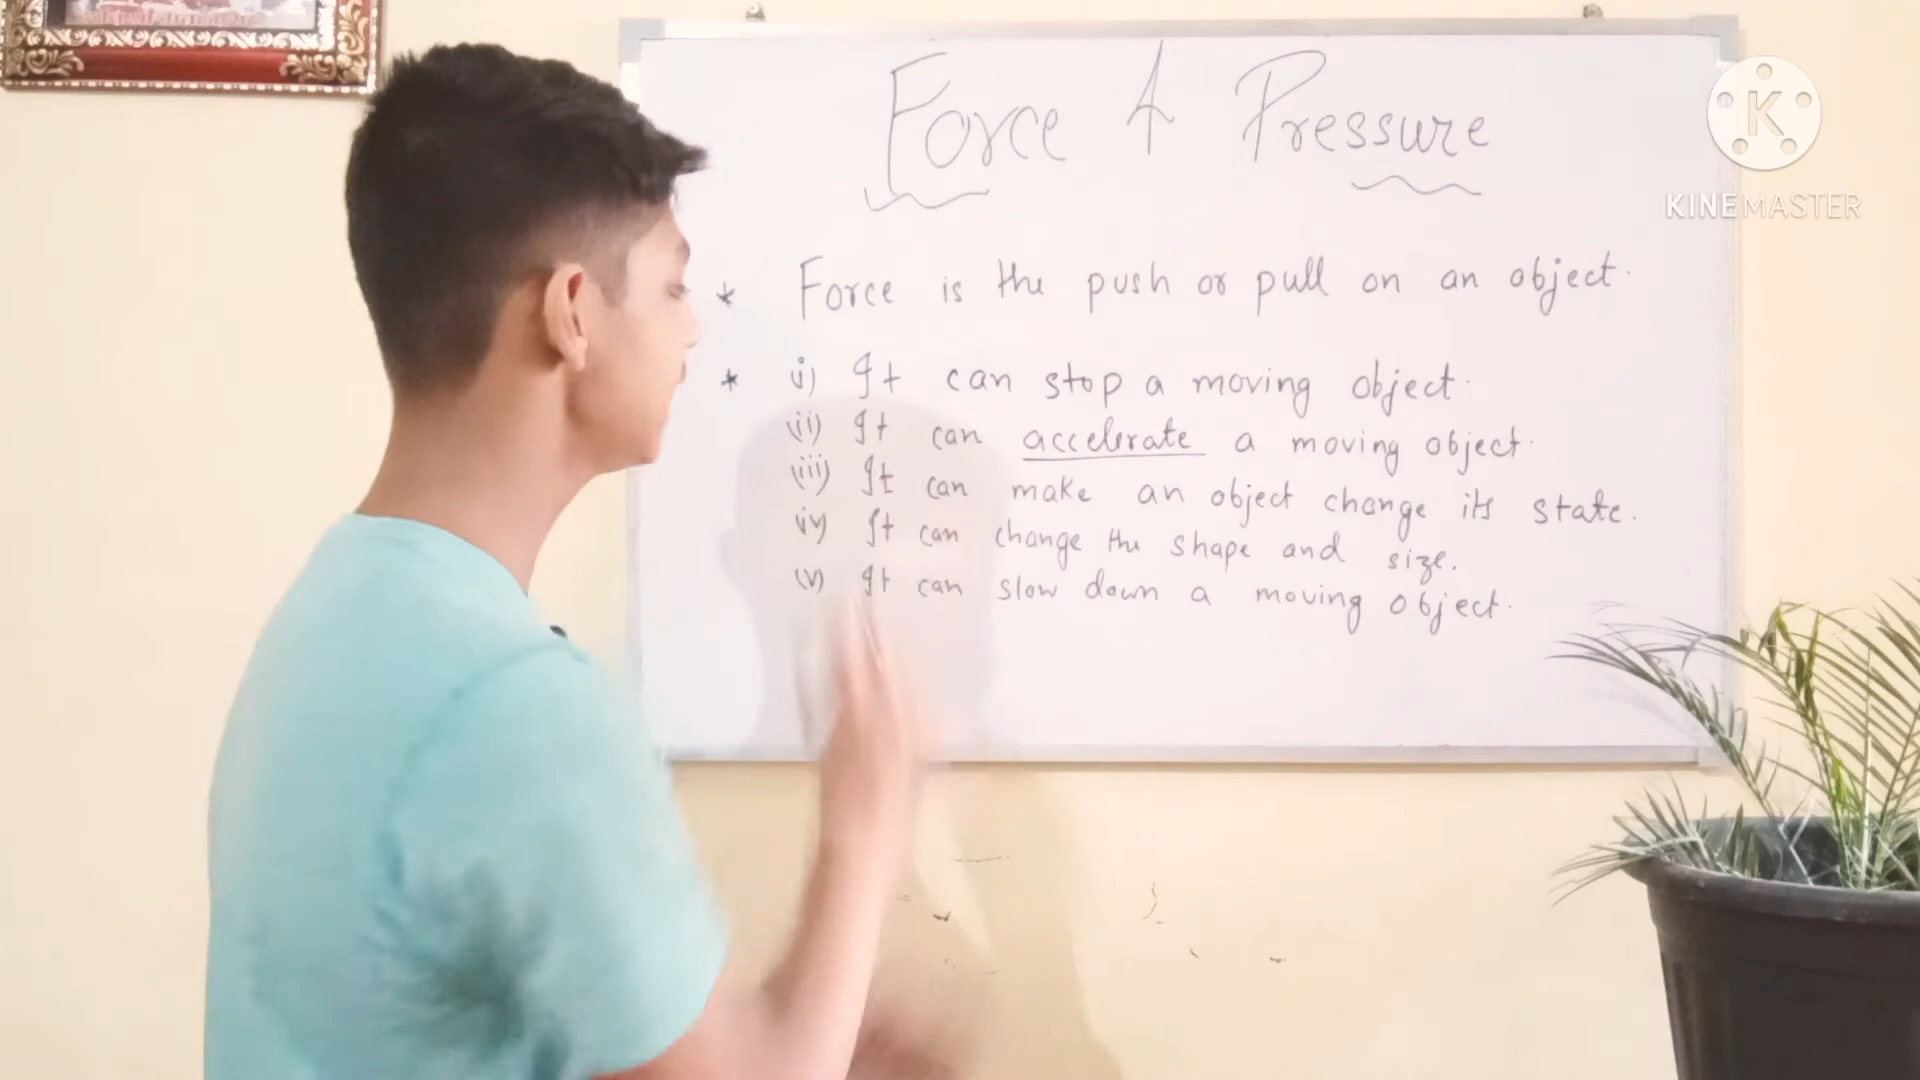 Force & Pressure
* Force is the push or pull on an object.
* (i) It can stop a moving object.
(ii) It can accelerate a moving object.
(iii) It can make an object change its state.
(iv) It can change the shape and size.
(v) It can slow down a moving object.
K
KINEMASTER